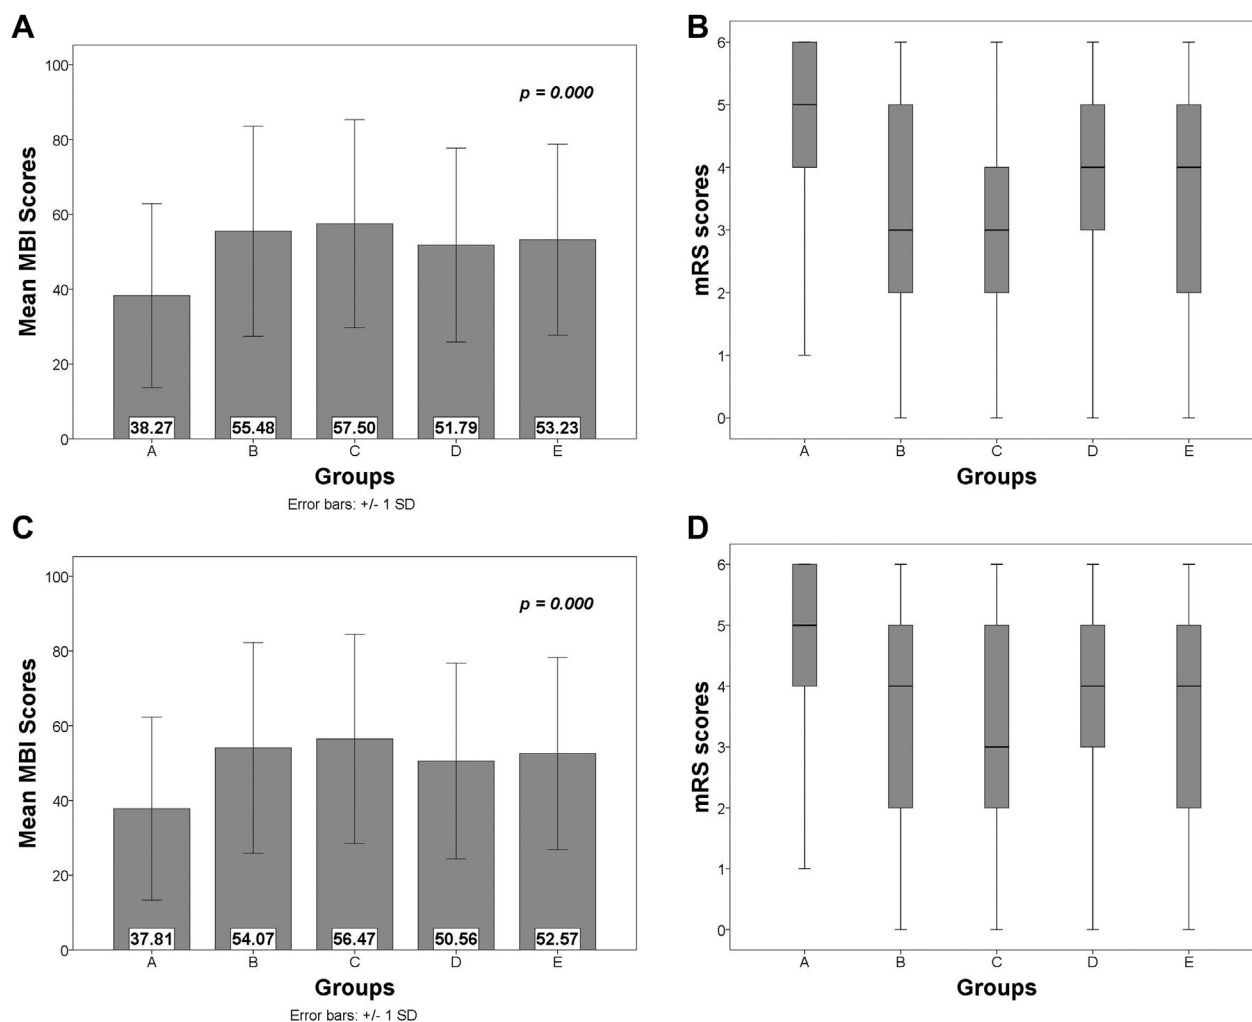 A
Mean MBI Scores
100
80
60
40
20
0
p = 0.000
38.27 55.48 57.50 51.79 53.23
A B C D E
Groups
Error bars: +/- 1 SD
B
mRS scores
6
5
4
3
2
1
0
A B C D E
Groups
C
Mean MBI Scores
100
80
60
40
20
0
p = 0.000
37.81 54.07 56.47 50.56 52.57
A B C D E
Groups
Error bars: +/- 1 SD
D
mRS scores
6
5
4
3
2
1
0
A B C D E
Groups